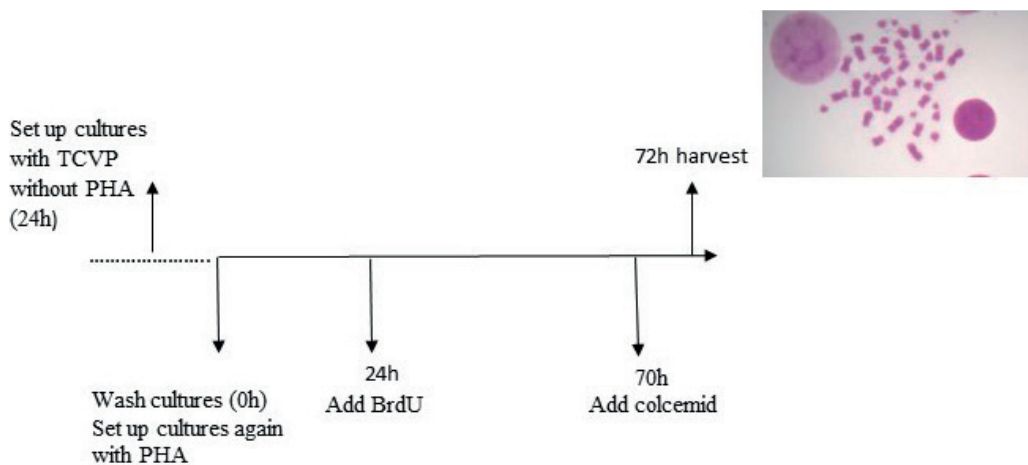 Set up cultures
with TCVP
without PHA
(24h)
72h harvest
Wash cultures (0h)
Set up cultures again
with PHA
24h
Add BrdU
70h
Add colcemid